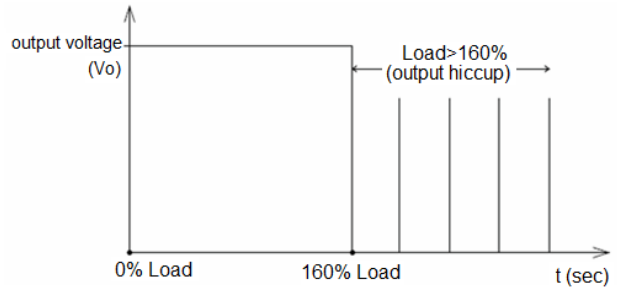 output voltage
(Vo)
Load>160%
(output hiccup)
0% Load
160% Load
t (sec)